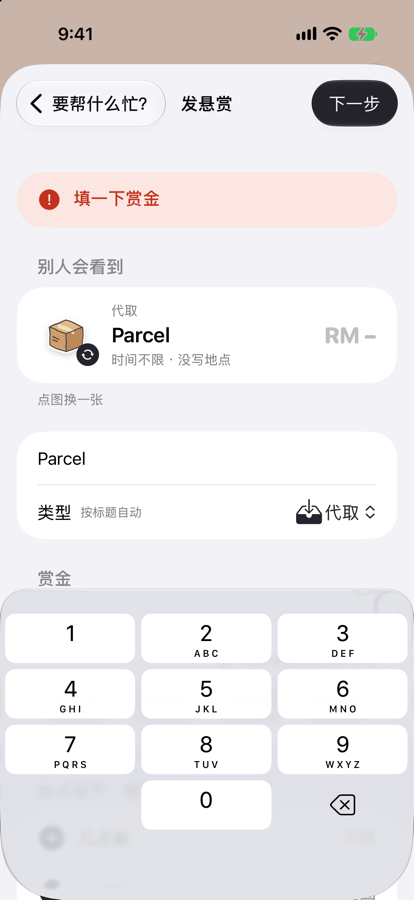 9:41
要帮什么忙?
发悬赏
下一步
填一下赏金
别人会看到
代取
Parcel
RM –
时间不限 · 没写地点
点图换一张
Parcel
类型 按标题自动 代取
赏金
1
2 ABC
3 DEF
4 GHI
5 JKL
6 MNO
7 PQRS
8 TUV
9 WXYZ
0